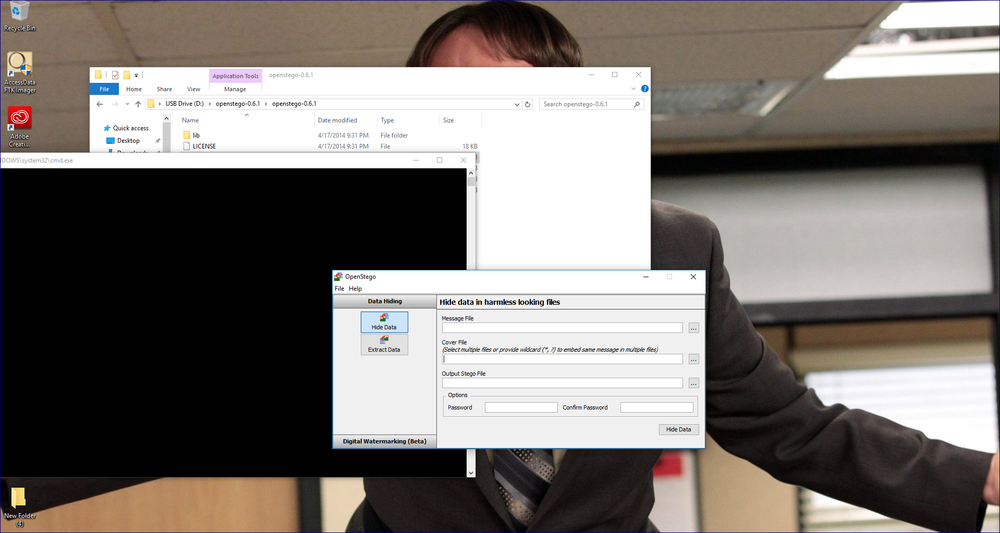 Recycle Bin
AccessData
FTK Imager
Adobe
Creati...
New Folder
(4)
Application Tools
openstego-0.6.1
File
Home
Share
View
Manage
?
USB Drive (D:) > openstego-0.6.1 > openstego-0.6.1
Search openstego-0.6.1
Name
Date modified
Type
Size
Quick access
Desktop
Downloads
lib
4/17/2014 9:31 PM
File folder
LICENSE
4/17/2014 9:31 PM
File
18 KB
NDOWS\system32\cmd.exe
OpenStego
File
Help
Data Hiding
Hide Data
Extract Data
Digital Watermarking (Beta)
Hide data in harmless looking files
Message File
...
Cover File
(Select multiple files or provide wildcard (*, ?) to embed same message in multiple files)
...
Output Stego File
...
Options
Password
Confirm Password
Hide Data